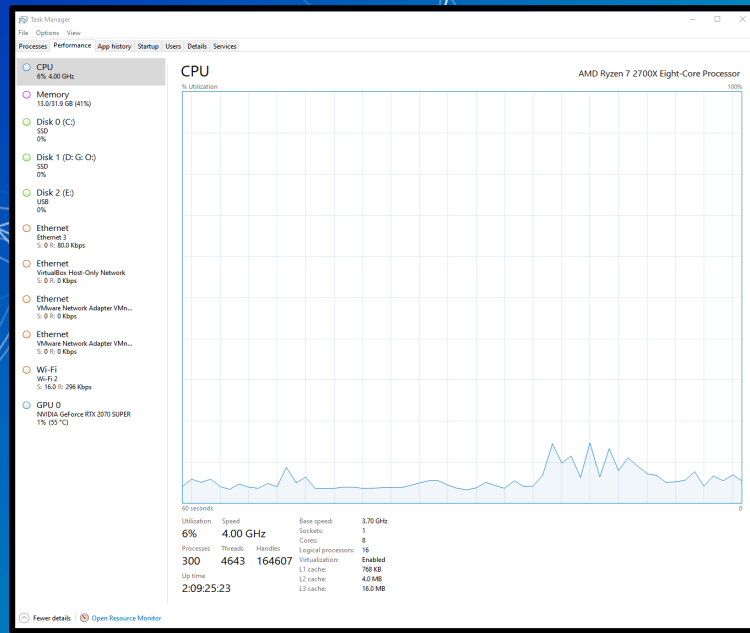 Task Manager
File Options View
Processes Performance App history Startup Users Details Services
CPU
6% 4.00 GHz
Memory
13.0/31.9 GB (41%)
Disk 0 (C:)
SSD
0%
Disk 1 (D: G: O:)
SSD
0%
Disk 2 (E:)
USB
0%
Ethernet
Ethernet 3
S: 0 R: 80.0 Kbps
Ethernet
VirtualBox Host-Only Network
S: 0 R: 0 Kbps
Ethernet
VMware Network Adapter VMn...
S: 0 R: 0 Kbps
Ethernet
VMware Network Adapter VMn...
S: 0 R: 0 Kbps
Wi-Fi
Wi-Fi 2
S: 16.0 R: 296 Kbps
GPU 0
NVIDIA GeForce RTX 2070 SUPER
1% (55 °C)
CPU AMD Ryzen 7 2700X Eight-Core Processor
% Utilization 100%
60 seconds 0
Utilization Speed
6% 4.00 GHz
Processes Threads Handles
300 4643 164607
Up time
2:09:25:23
Base speed: 3.70 GHz
Sockets: 1
Cores: 8
Logical processors: 16
Virtualization: Enabled
L1 cache: 768 KB
L2 cache: 4.0 MB
L3 cache: 16.0 MB
Fewer details Open Resource Monitor